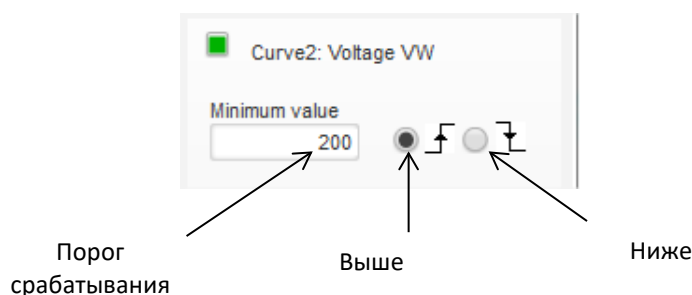 Curve2: Voltage VW
Minimum value
200
Порог
срабатывания
Выше
Ниже